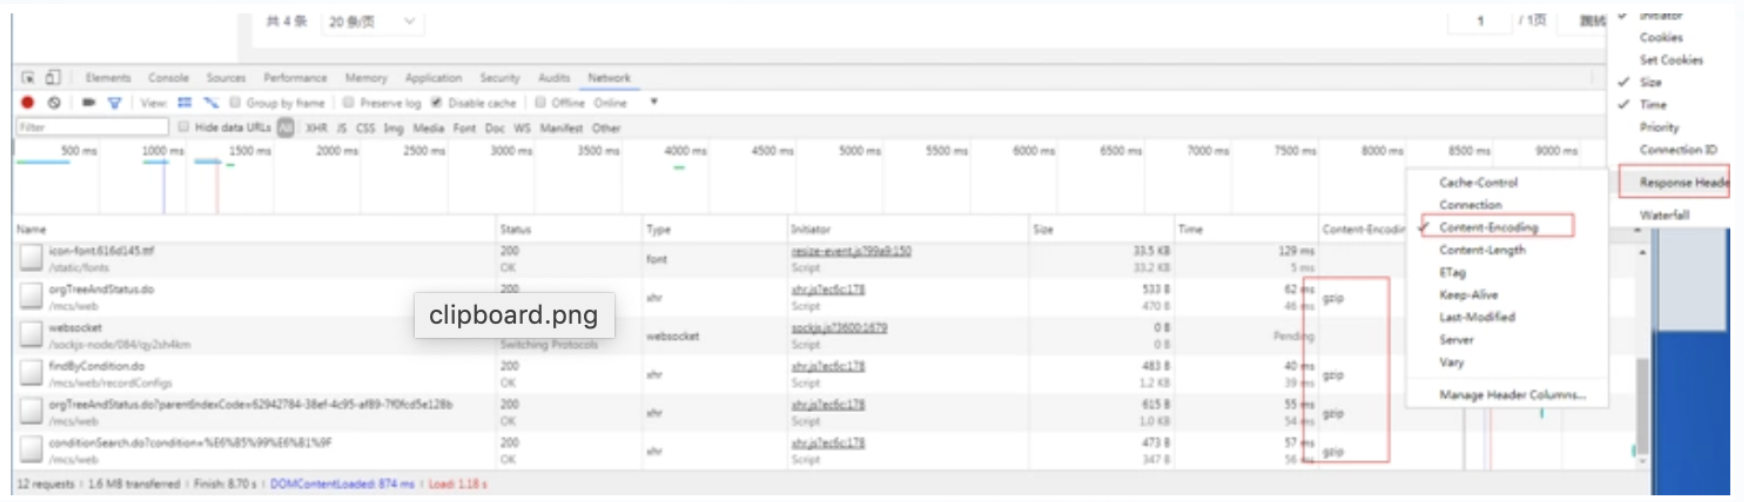 共 4 条 20 条/页 1 / 1页 跳转
Initiator
Cookies
Set Cookies
Size
Time
Priority
Connection ID
Response Heade
Waterfall
Elements Console Sources Performance Memory Application Security Audits Network
View: Group by frame Preserve log Disable cache Offline Online
Filter Hide data URLs All XHR JS CSS Img Media Font Doc WS Manifest Other
500 ms 1000 ms 1500 ms 2000 ms 2500 ms 3000 ms 3500 ms 4000 ms 4500 ms 5000 ms 5500 ms 6000 ms 6500 ms 7000 ms 7500 ms 8000 ms 8500 ms 9000 ms
Cache-Control
Connection
Content-Encoding
Content-Length
ETag
Keep-Alive
Last-Modified
Server
Vary
Manage Header Columns...
Name Status Type Initiator Size Time Content-Encodin
icon-font.616d145.ttf 200 font resize-event.js?99a9:150 33.5 KB 129 ms
/static/fonts OK Script 33.2 KB 5 ms
orgTreeAndStatus.do 200 xhr xhr.js?ec6c:178 533 B 62 ms gzip
/mcs/web Script 470 B 46 ms
clipboard.png
websocket websocket sockjs.js?3600:1679 0 B Pending
/sockjs-node/084/qy2sh4km Switching Protocols Script 0 B
findByCondition.do 200 xhr xhr.js?ec6c:178 483 B 40 ms gzip
/mcs/web/recordConfigs OK Script 1.2 KB 39 ms
orgTreeAndStatus.do?parentIndexCode=62942784-38ef-4c95-af89-7f0fcd5e128b 200 xhr xhr.js?ec6c:178 615 B 55 ms gzip
/mcs/web OK Script 1.0 KB 54 ms
conditionSearch.do?condition=%E6%B5%99%E6%B1%9F 200 xhr xhr.js?ec6c:178 473 B 57 ms gzip
/mcs/web OK Script 347 B 56 ms
12 requests | 1.6 MB transferred | Finish: 8.70 s | DOMContentLoaded: 874 ms | Load: 1.18 s